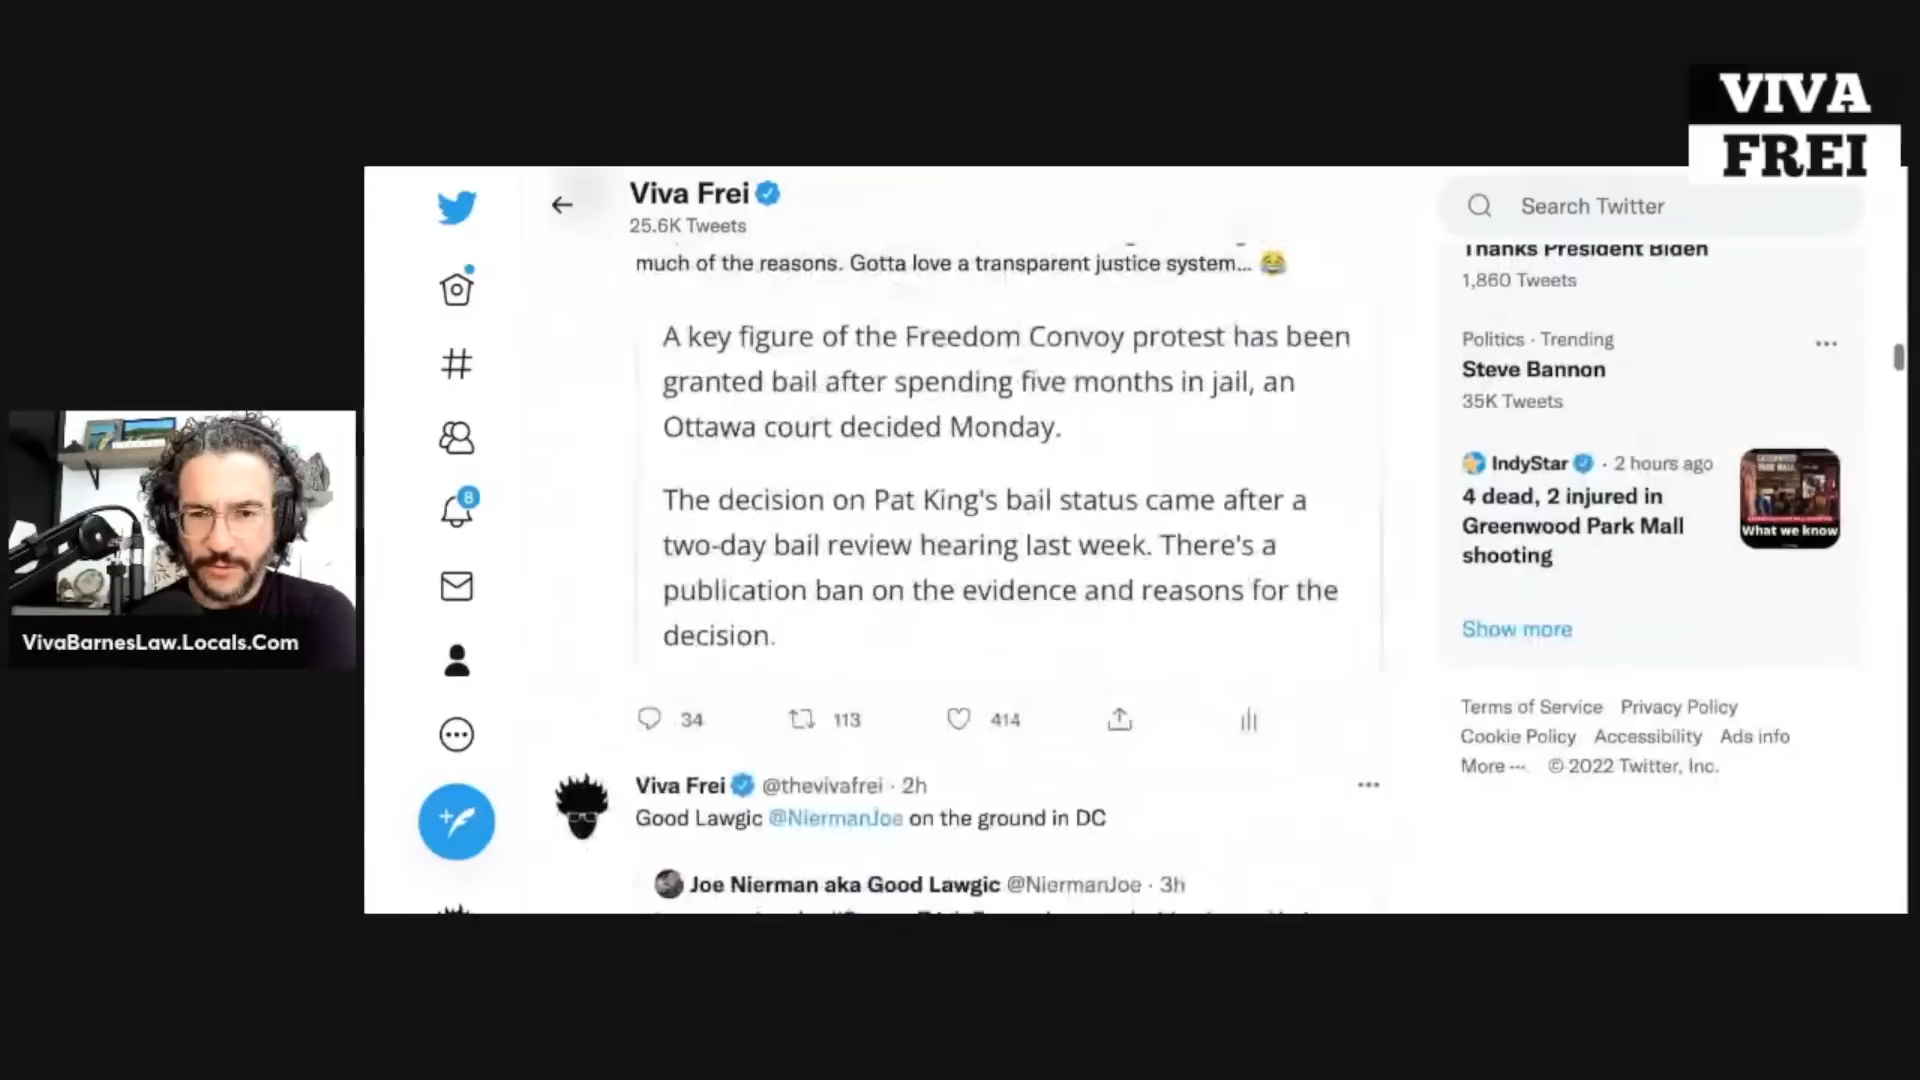 VIVA
FREI
Viva Frei
25.6K Tweets
much of the reasons. Gotta love a transparent justice system... 😂
A key figure of the Freedom Convoy protest has been
granted bail after spending five months in jail, an
Ottawa court decided Monday.
The decision on Pat King's bail status came after a
two-day bail review hearing last week. There's a
publication ban on the evidence and reasons for the
decision.
34 113 414
Viva Frei @thevivafrei · 2h
Good Lawgic @NiermanJoe on the ground in DC
Joe Nierman aka Good Lawgic @NiermanJoe · 3h
8
VivaBarnesLaw.Locals.Com
Search Twitter
Thanks President Biden
1,860 Tweets
Politics · Trending
Steve Bannon
35K Tweets
IndyStar · 2 hours ago
4 dead, 2 injured in
Greenwood Park Mall
shooting
What we know
Show more
Terms of Service Privacy Policy
Cookie Policy Accessibility Ads info
More ··· © 2022 Twitter, Inc.